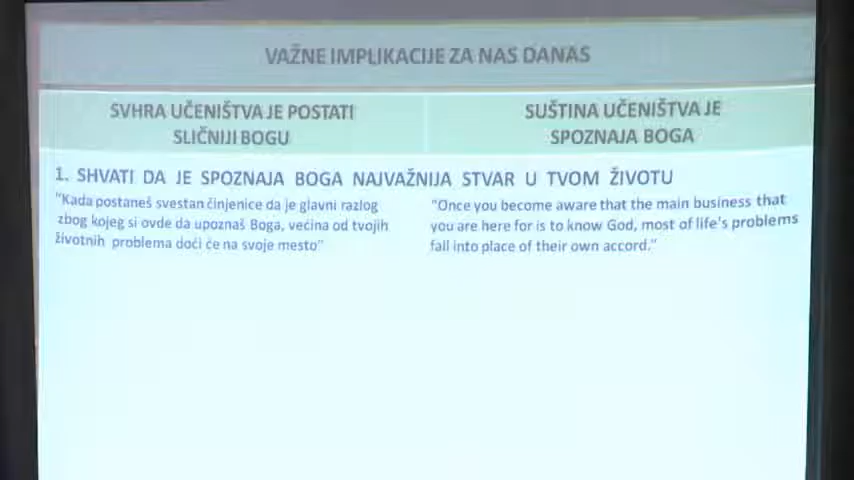 VAŽNE IMPLIKACIJE ZA NAS DANAS
SVHRA UČENIŠTVA JE POSTATI
SLIČNIJI BOGU
SUŠTINA UČENIŠTVA JE
SPOZNAJA BOGA
1. SHVATI DA JE SPOZNAJA BOGA NAJVAŽNIJA STVAR U TVOM ŽIVOTU
"Kada postaneš svestan činjenice da je glavni razlog
zbog kojeg si ovde da upoznaš Boga, većina od tvojih
životnih problema doći će na svoje mesto"
"Once you become aware that the main business that
you are here for is to know God, most of life's problems
fall into place of their own accord."